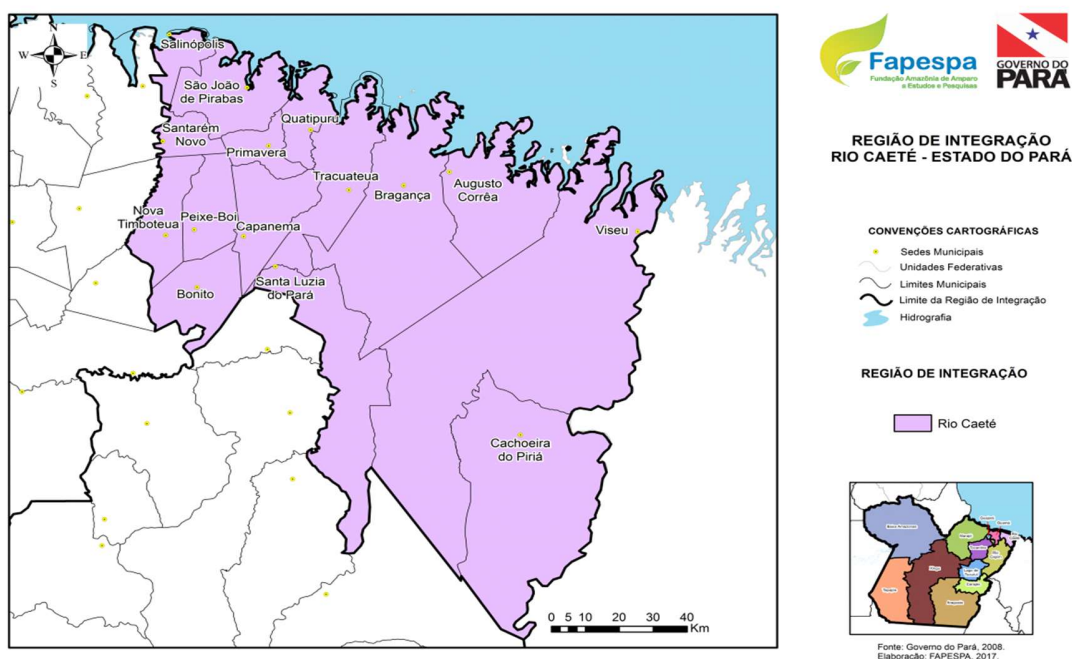 N
W
E
S
Salinópolis
São João
de Pirabas
Quatipuru
Santarém
Novo
Primavera
Tracuateua
Bragança
Augusto
Corrêa
Nova
Timboteua
Peixe-Boi
Capanema
Viseu
Bonito
Santa Luzia
do Pará
Cachoeira
do Piriá
0 5 10 20 30 40
Km
Fapespa
Fundação Amazônia de Amparo
a Estudos e Pesquisas
GOVERNO DO
PARÁ
REGIÃO DE INTEGRAÇÃO
RIO CAETÉ - ESTADO DO PARÁ
CONVENÇÕES CARTOGRÁFICAS
Sedes Municipais
Unidades Federativas
Limites Municipais
Limite da Região de Integração
Hidrografia
REGIÃO DE INTEGRAÇÃO
Rio Caeté
Fonte: Governo do Pará, 2008.
Elaboração: FAPESPA, 2017.